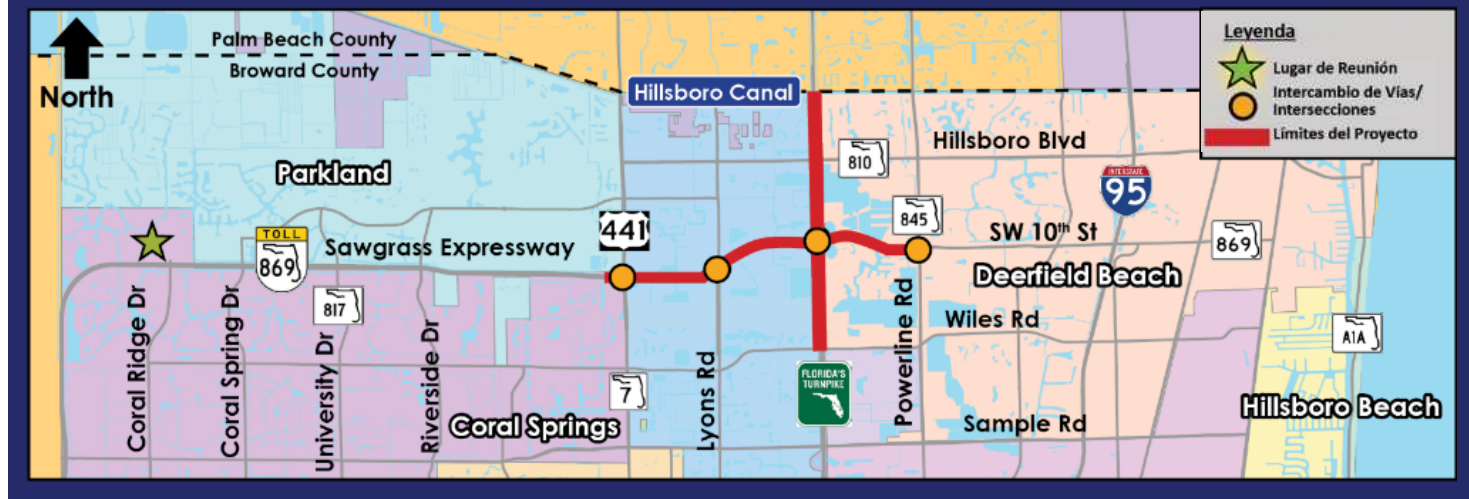 Palm Beach County
Broward County
North
Hillsboro Canal
Leyenda
Lugar de Reunión
Intercambio de Vías/
Intersecciones
Límites del Proyecto
Hillsboro Blvd
810
Parkland
INTERSTATE
95
441
845
TOLL
869
Sawgrass Expressway
SW 10th St
869
Deerfield Beach
817
Wiles Rd
A1A
Coral Ridge Dr
Coral Spring Dr
University Dr
Riverside Dr
7
Lyons Rd
FLORIDA'S
TURNPIKE
Powerline Rd
Coral Springs
Sample Rd
Hillsboro Beach